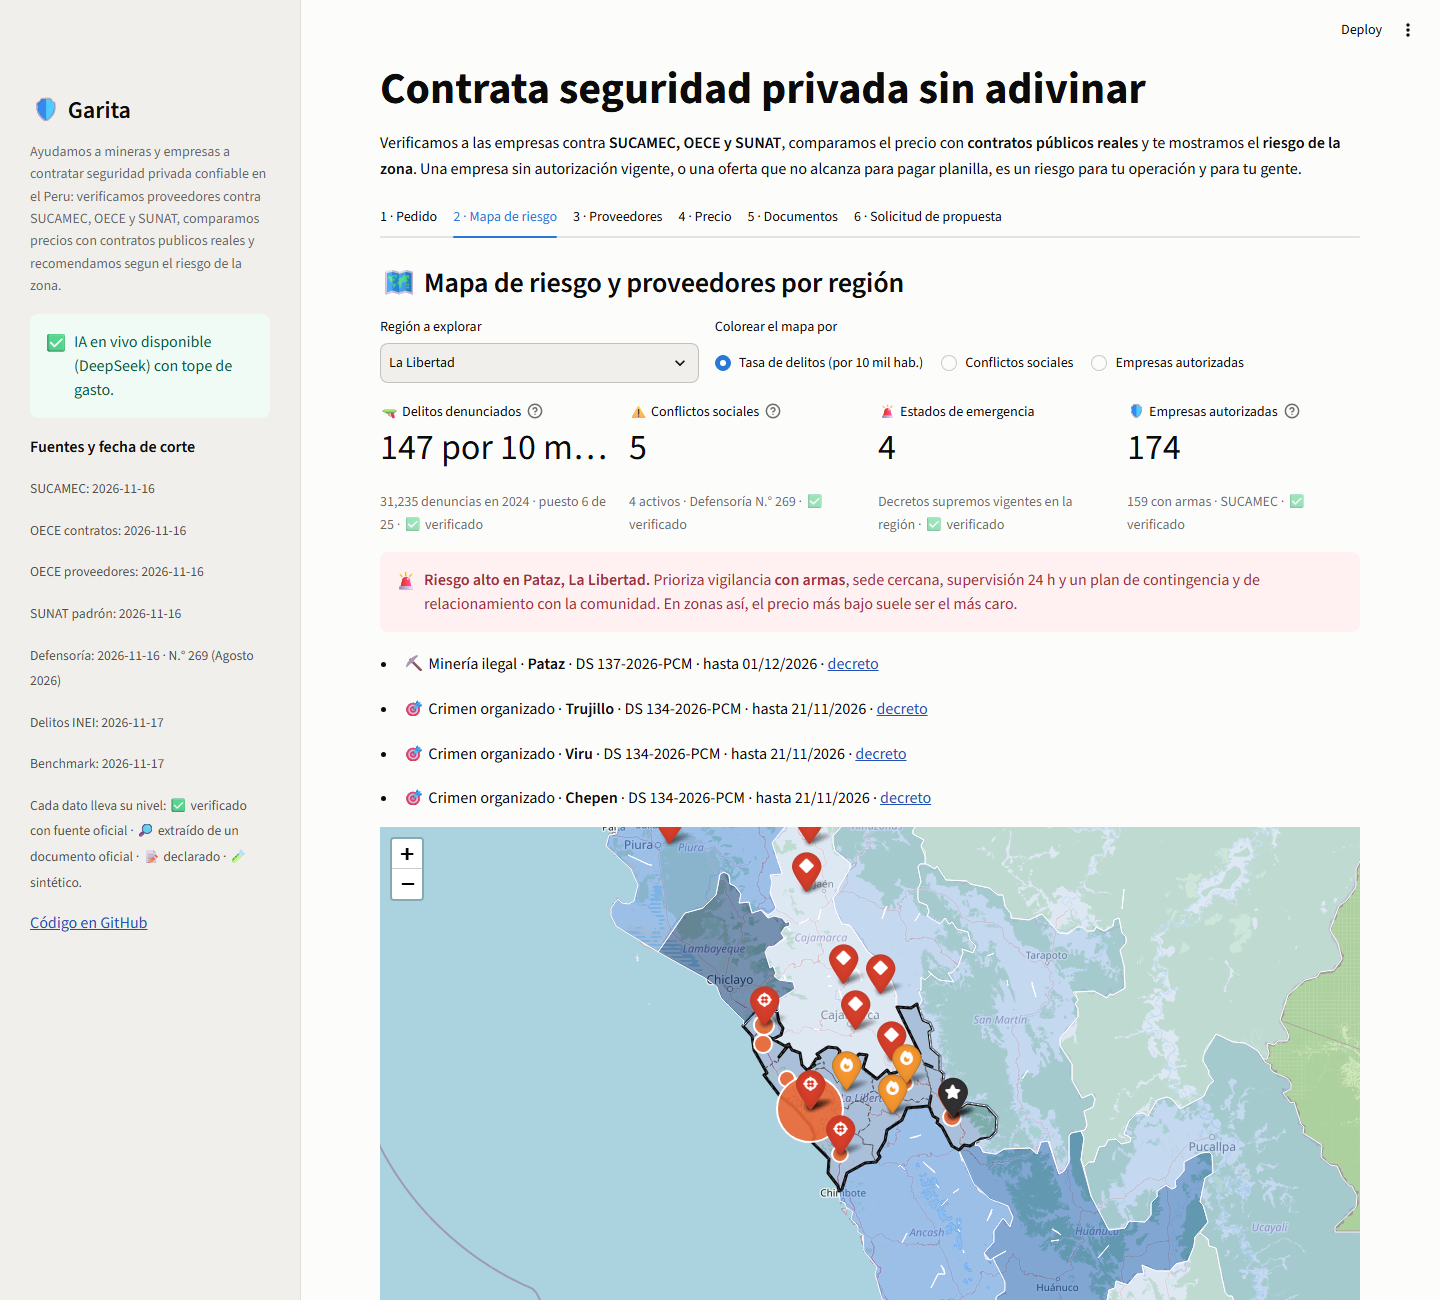 Deploy
Garita
Ayudamos a mineras y empresas a
contratar seguridad privada confiable en
el Peru: verificamos proveedores contra
SUCAMEC, OECE y SUNAT, comparamos
precios con contratos publicos reales y
recomendamos segun el riesgo de la
zona.
IA en vivo disponible
(DeepSeek) con tope de
gasto.
Fuentes y fecha de corte
SUCAMEC: 2026-11-16
OECE contratos: 2026-11-16
OECE proveedores: 2026-11-16
SUNAT padrón: 2026-11-16
Defensoría: 2026-11-16 · N.° 269 (Agosto
2026)
Delitos INEI: 2026-11-17
Benchmark: 2026-11-17
Cada dato lleva su nivel: ✅ verificado
con fuente oficial · 🔎 extraído de un
documento oficial · 📝 declarado · 🧪
sintético.
Código en GitHub
Contrata seguridad privada sin adivinar
Verificamos a las empresas contra SUCAMEC, OECE y SUNAT, comparamos el precio con contratos públicos reales y te mostramos el riesgo de la
zona. Una empresa sin autorización vigente, o una oferta que no alcanza para pagar planilla, es un riesgo para tu operación y para tu gente.
1 · Pedido 2 · Mapa de riesgo 3 · Proveedores 4 · Precio 5 · Documentos 6 · Solicitud de propuesta
Mapa de riesgo y proveedores por región
Región a explorar
La Libertad
Colorear el mapa por
Tasa de delitos (por 10 mil hab.) Conflictos sociales Empresas autorizadas
Delitos denunciados
147 por 10 m…
31,235 denuncias en 2024 · puesto 6 de
25 · ✅ verificado
Conflictos sociales
5
4 activos · Defensoría N.° 269 · ✅
verificado
Estados de emergencia
4
Decretos supremos vigentes en la
región · ✅ verificado
Empresas autorizadas
174
159 con armas · SUCAMEC · ✅
verificado
Riesgo alto en Pataz, La Libertad. Prioriza vigilancia con armas, sede cercana, supervisión 24 h y un plan de contingencia y de
relacionamiento con la comunidad. En zonas así, el precio más bajo suele ser el más caro.
Minería ilegal · Pataz · DS 137-2026-PCM · hasta 01/12/2026 · decreto
Crimen organizado · Trujillo · DS 134-2026-PCM · hasta 21/11/2026 · decreto
Crimen organizado · Viru · DS 134-2026-PCM · hasta 21/11/2026 · decreto
Crimen organizado · Chepen · DS 134-2026-PCM · hasta 21/11/2026 · decreto
+
−
Piura
Piura
Cajamarca
Lambayeque
Chiclayo
Tarapoto
San Martín
Pucallpa
Chimbote
Ancash
Huánuco
Ucayali
Huánuco